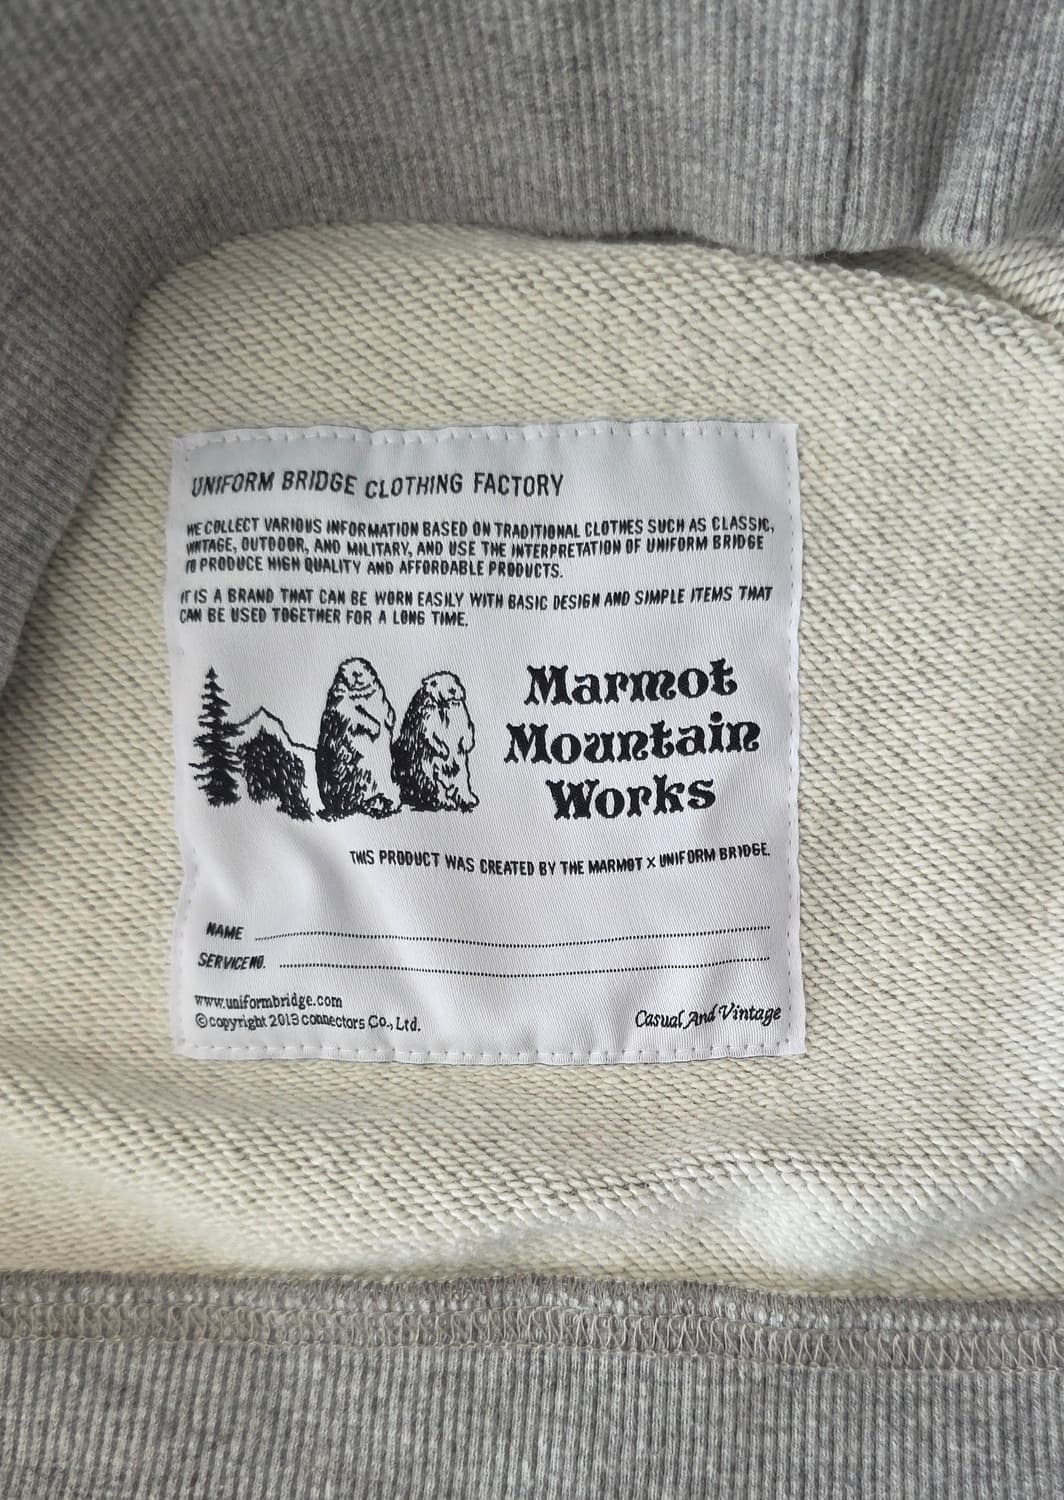 UNIFORM BRIDGE CLOTHING FACTORY
WE COLLECT VARIOUS INFORMATION BASED ON TRADITIONAL CLOTHES SUCH AS CLASSIC,
VINTAGE, OUTDOOR, AND MILITARY, AND USE THE INTERPRETATION OF UNIFORM BRIDGE
TO PRODUCE HIGH QUALITY AND AFFORDABLE PRODUCTS.
IT IS A BRAND THAT CAN BE WORN EASILY WITH BASIC DESIGN AND SIMPLE ITEMS THAT
CAN BE USED TOGETHER FOR A LONG TIME.
Marmot
Mountain
Works
THIS PRODUCT WAS CREATED BY THE MARMOT X UNIFORM BRIDGE.
NAME
SERVICE NO.
www.uniformbridge.com
©copyright 2013 connectors Co., Ltd.
Casual And Vintage